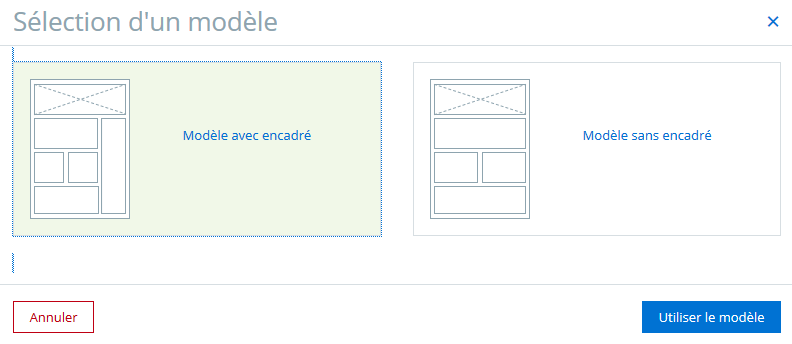 Sélection d'un modèle
×
Modèle avec encadré
Modèle sans encadré
Annuler
Utiliser le modèle